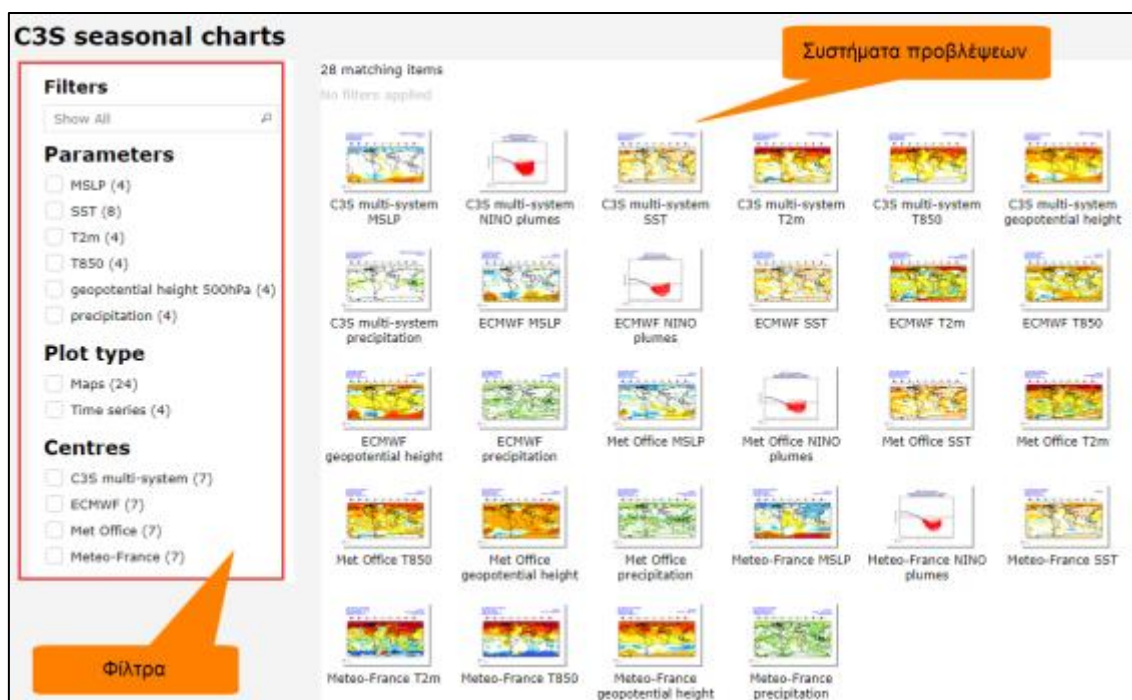 C3S seasonal charts
Συστήματα προβλέψεων
Filters
Show All
Parameters
MSLP (4)
SST (8)
T2m (4)
T850 (4)
geopotential height 500hPa (4)
precipitation (4)
Plot type
Maps (24)
Time series (4)
Centres
C3S multi-system (7)
ECMWF (7)
Met Office (7)
Meteo-France (7)
Φίλτρα
28 matching items
No filters applied
C3S multi-system
MSLP
C3S multi-system
NINO plumes
C3S multi-system
SST
C3S multi-system
T2m
C3S multi-system
T850
C3S multi-system
geopotential height
C3S multi-system
precipitation
ECMWF MSLP
ECMWF NINO
plumes
ECMWF SST
ECMWF T2m
ECMWF T850
ECMWF
geopotential height
ECMWF
precipitation
Met Office MSLP
Met Office NINO
plumes
Met Office SST
Met Office T2m
Met Office T850
Met Office
geopotential height
Met Office
precipitation
Meteo-France MSLP
Meteo-France NINO
plumes
Meteo-France SST
Meteo-France T2m
Meteo-France T850
Meteo-France
geopotential height
Meteo-France
precipitation